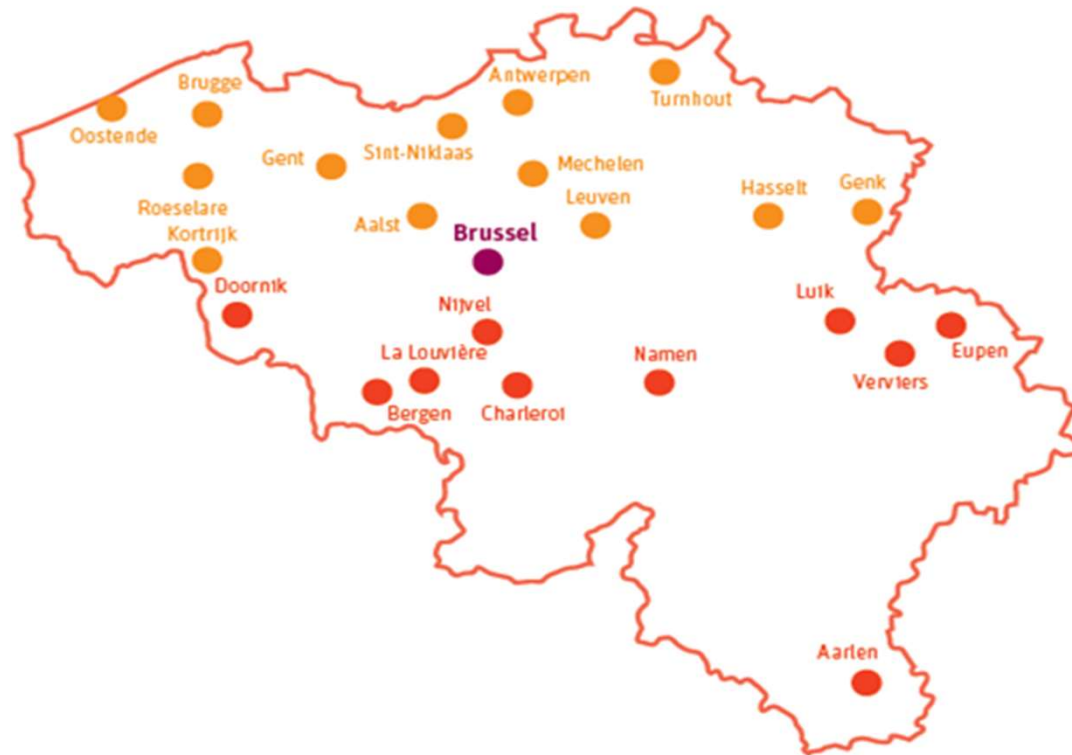 Antwerpen
Brugge
Turnhout
Oostende
Sint-Niklaas
Gent
Mechelen
Hasselt
Genk
Leuven
Roeselare
Aalst
Kortrijk
Brussel
Doornik
Luik
Nijvel
La Louvière
Namen
Eupen
Verviers
Bergen
Charleroi
Aarlen